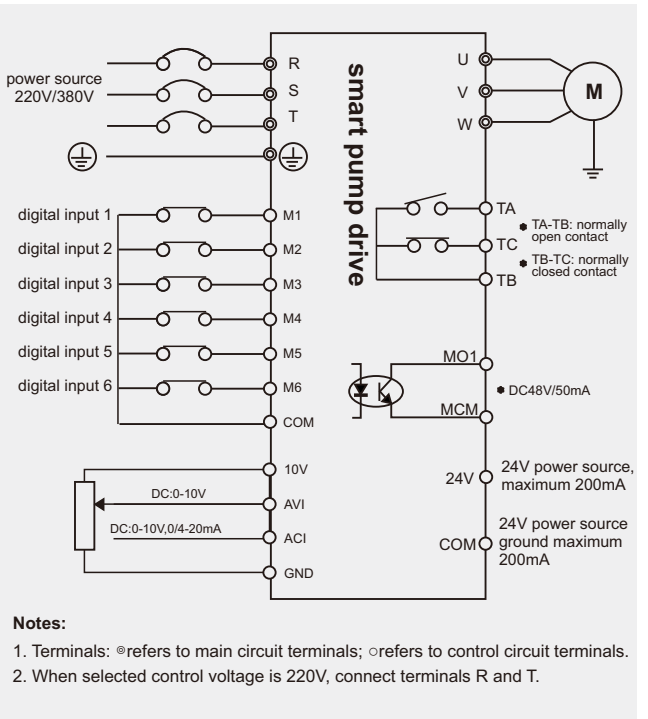 power source
220V/380V
R
S
T
smart pump drive
U
V
W
M
digital input 1
digital input 2
digital input 3
digital input 4
digital input 5
digital input 6
M1
M2
M3
M4
M5
M6
COM
TA
TC
TB
TA-TB: normally
open contact
TB-TC: normally
closed contact
MO1
MCM
DC48V/50mA
10V
AVI
ACI
GND
DC:0-10V
DC:0-10V,0/4-20mA
24V
24V power source,
maximum 200mA
COM
24V power source
ground maximum
200mA
Notes:
1. Terminals: ⌾refers to main circuit terminals; ○refers to control circuit terminals.
2. When selected control voltage is 220V, connect terminals R and T.